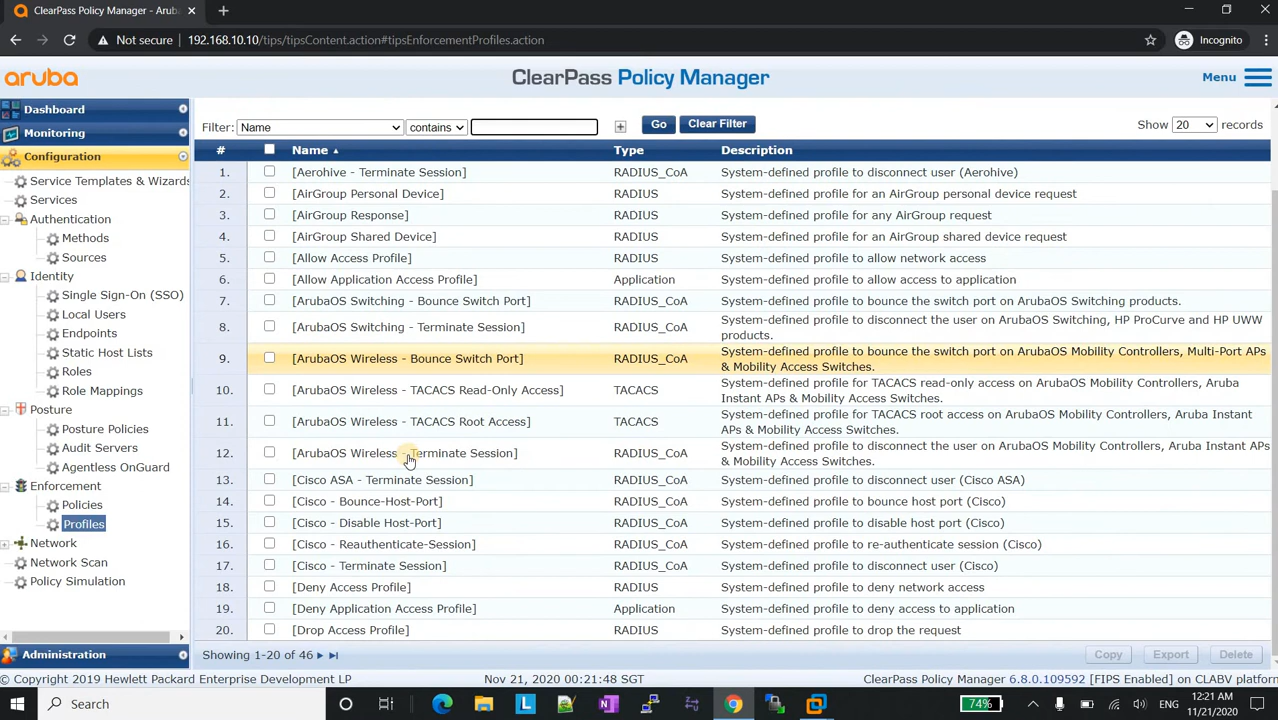 ClearPass Policy Manager - Aruba
Not secure 192.168.10.10/tips/tipsContent.action#tipsEnforcementProfiles.action Incognito
aruba ClearPass Policy Manager Menu
Dashboard
Monitoring
Configuration
Service Templates & Wizards
Services
Authentication
Methods
Sources
Identity
Single Sign-On (SSO)
Local Users
Endpoints
Static Host Lists
Roles
Role Mappings
Posture
Posture Policies
Audit Servers
Agentless OnGuard
Enforcement
Policies
Profiles
Network
Network Scan
Policy Simulation
Administration
Filter: Name contains Go Clear Filter Show 20 records
# Name Type Description
1. [Aerohive - Terminate Session] RADIUS_CoA System-defined profile to disconnect user (Aerohive)
2. [AirGroup Personal Device] RADIUS System-defined profile for an AirGroup personal device request
3. [AirGroup Response] RADIUS System-defined profile for any AirGroup request
4. [AirGroup Shared Device] RADIUS System-defined profile for an AirGroup shared device request
5. [Allow Access Profile] RADIUS System-defined profile to allow network access
6. [Allow Application Access Profile] Application System-defined profile to allow access to application
7. [ArubaOS Switching - Bounce Switch Port] RADIUS_CoA System-defined profile to bounce the switch port on ArubaOS Switching products.
8. [ArubaOS Switching - Terminate Session] RADIUS_CoA System-defined profile to disconnect the user on ArubaOS Switching, HP ProCurve and HP UWW
products.
9. [ArubaOS Wireless - Bounce Switch Port] RADIUS_CoA System-defined profile to bounce the switch port on ArubaOS Mobility Controllers, Multi-Port APs
& Mobility Access Switches.
10. [ArubaOS Wireless - TACACS Read-Only Access] TACACS System-defined profile for TACACS read-only access on ArubaOS Mobility Controllers, Aruba
Instant APs & Mobility Access Switches.
11. [ArubaOS Wireless - TACACS Root Access] TACACS System-defined profile for TACACS root access on ArubaOS Mobility Controllers, Aruba Instant
APs & Mobility Access Switches.
12. [ArubaOS Wireless - Terminate Session] RADIUS_CoA System-defined profile to disconnect the user on ArubaOS Mobility Controllers, Aruba Instant APs
& Mobility Access Switches.
13. [Cisco ASA - Terminate Session] RADIUS_CoA System-defined profile to disconnect user (Cisco ASA)
14. [Cisco - Bounce-Host-Port] RADIUS_CoA System-defined profile to bounce host port (Cisco)
15. [Cisco - Disable Host-Port] RADIUS_CoA System-defined profile to disable host port (Cisco)
16. [Cisco - Reauthenticate-Session] RADIUS_CoA System-defined profile to re-authenticate session (Cisco)
17. [Cisco - Terminate Session] RADIUS_CoA System-defined profile to disconnect user (Cisco)
18. [Deny Access Profile] RADIUS System-defined profile to deny network access
19. [Deny Application Access Profile] Application System-defined profile to deny access to application
20. [Drop Access Profile] RADIUS System-defined profile to drop the request
Showing 1-20 of 46 Copy Export Delete
© Copyright 2019 Hewlett Packard Enterprise Development LP Nov 21, 2020 00:21:48 SGT ClearPass Policy Manager 6.8.0.109592 [FIPS Enabled] on CLABV platform
Search 74% ENG 12:21 AM
11/21/2020